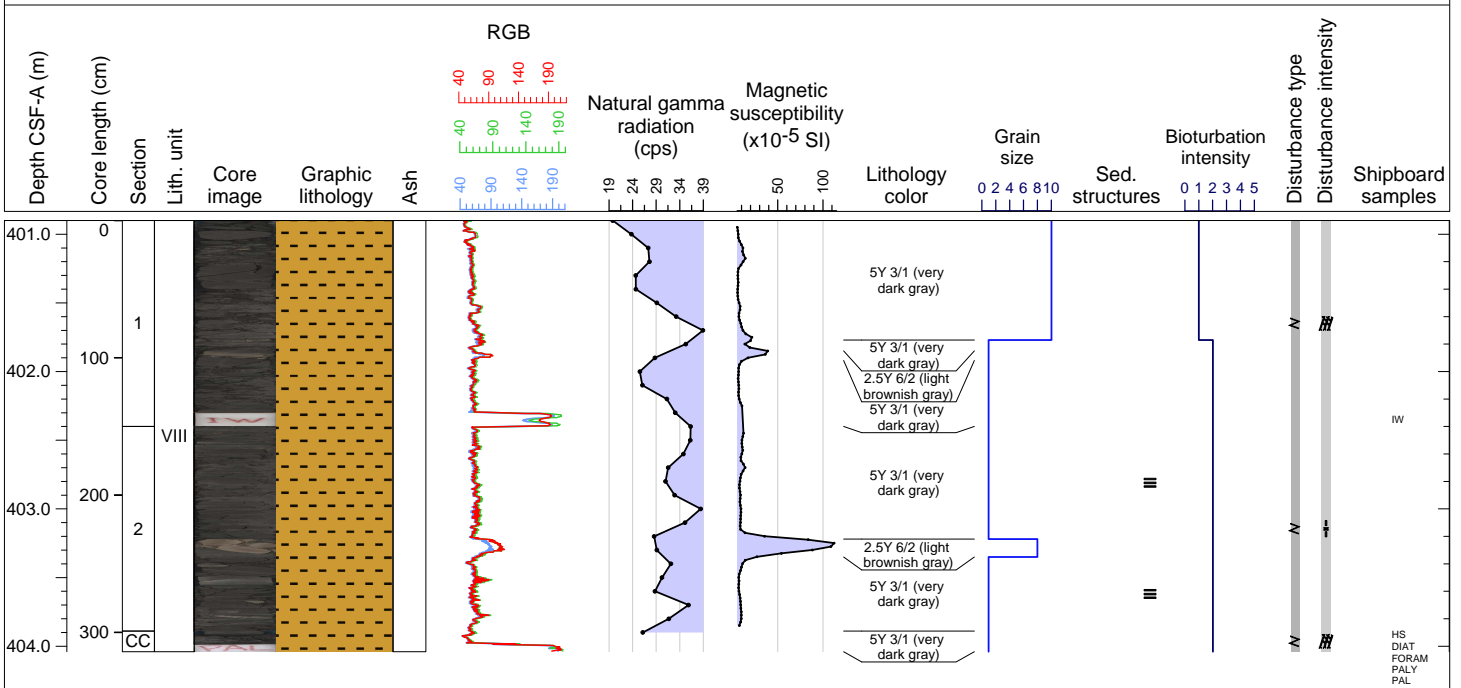 Depth CSF-A (m)
Core length (cm)
Section
Lith. unit
Core
image
Graphic
lithology
Ash
RGB
40 90 140 190
40 90 140 190
40 90 140 190
Natural gamma
radiation
(cps)
19 24 29 34 39
Magnetic
susceptibility
(x10-5 SI)
50 100
Lithology
color
Grain
size
0 2 4 6 8 10
Sed.
structures
Bioturbation
intensity
0 1 2 3 4 5
Disturbance type
Disturbance intensity
Shipboard
samples
401.0
402.0
403.0
404.0
0
100
200
300
1
2
CC
VIII
IW
PAL
5Y 3/1 (very
dark gray)
5Y 3/1 (very
dark gray)
2.5Y 6/2 (light
brownish gray)
5Y 3/1 (very
dark gray)
5Y 3/1 (very
dark gray)
2.5Y 6/2 (light
brownish gray)
5Y 3/1 (very
dark gray)
5Y 3/1 (very
dark gray)
IW
HS
DIAT
FORAM
PALY
PAL